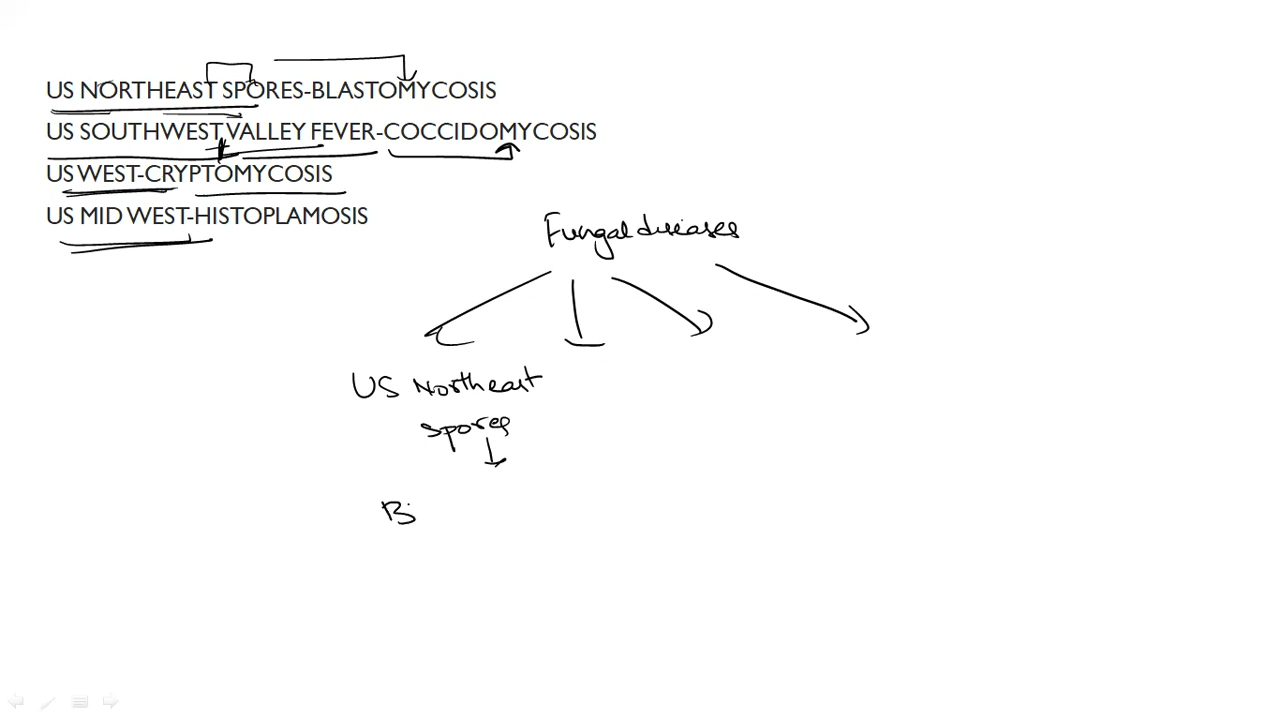 US NORTHEAST SPORES-BLASTOMYCOSIS
US SOUTHWEST VALLEY FEVER-COCCIDOMYCOSIS
US WEST-CRYPTOMYCOSIS
US MID WEST-HISTOPLAMOSIS
Fungal diseases
US Northeast
spores
Bi